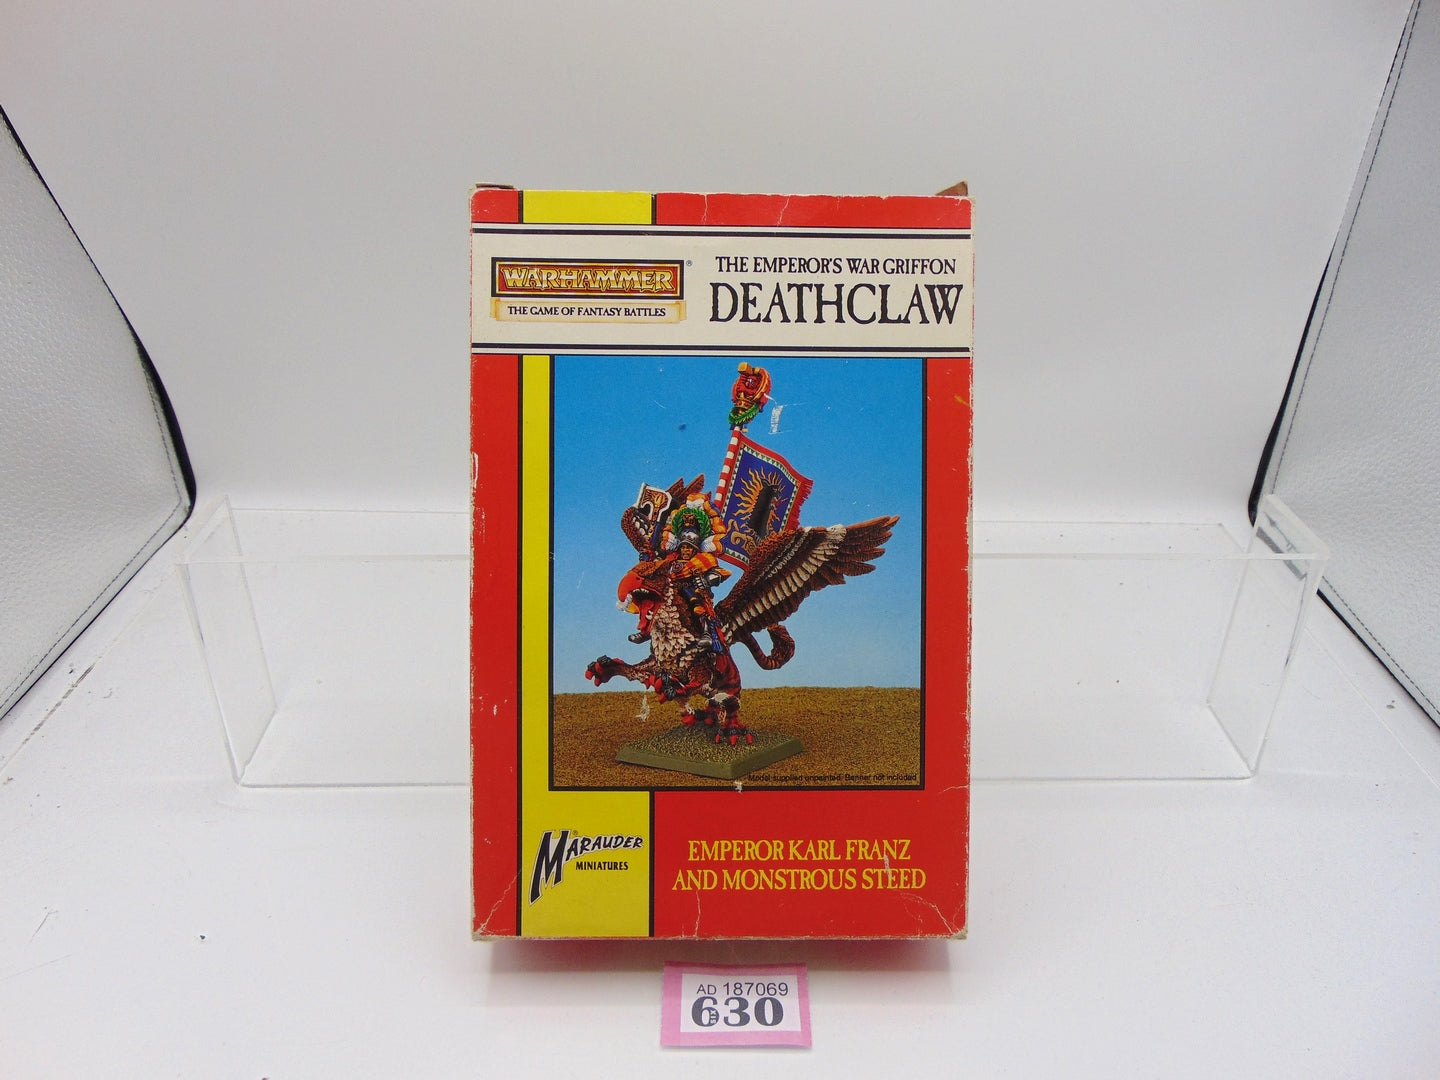 WARHAMMER®
THE GAME OF FANTASY BATTLES
THE EMPEROR'S WAR GRIFFON
DEATHCLAW
Model supplied unpainted. Banner not included
MARAUDER®
MINIATURES
EMPEROR KARL FRANZ
AND MONSTROUS STEED
AD 187069
630